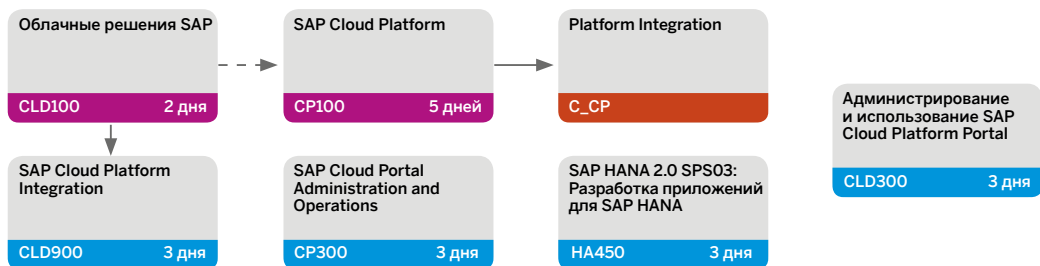 Облачные решения SAP
CLD100 2 дня
SAP Cloud Platform
CP100 5 дней
Platform Integration
C_CP
Администрирование
и использование SAP
Cloud Platform Portal
CLD300 3 дня
SAP Cloud Platform
Integration
CLD900 3 дня
SAP Cloud Portal
Administration and
Operations
CP300 3 дня
SAP HANA 2.0 SPS03:
Разработка приложений
для SAP HANA
HA450 3 дня